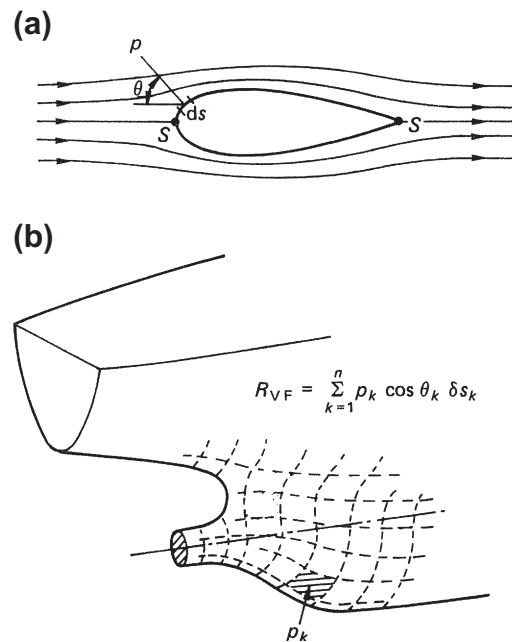 (a)
p
θ
ds
S
S
(b)
R_VF = Σ_{k=1}^{n} p_k cos θ_k δs_k
p_k